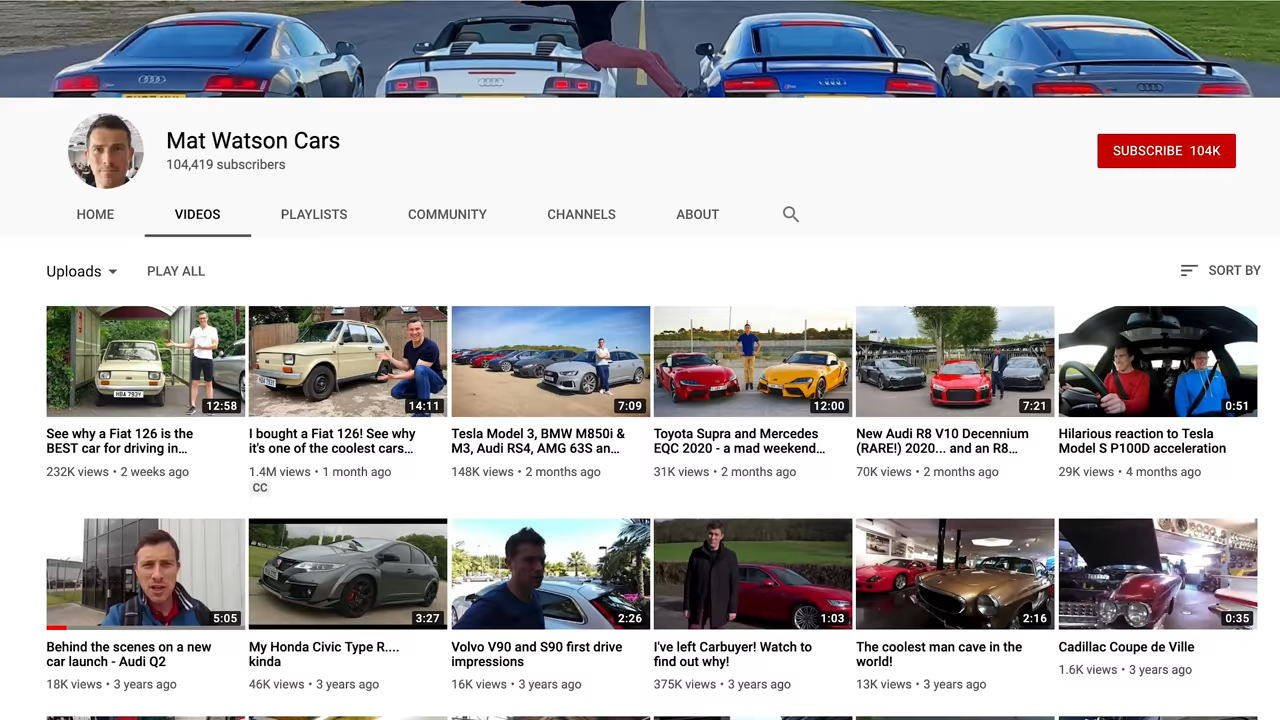 Mat Watson Cars
104,419 subscribers
SUBSCRIBE 104K
HOME
VIDEOS
PLAYLISTS
COMMUNITY
CHANNELS
ABOUT
Uploads
PLAY ALL
SORT BY
12:58
14:11
7:09
12:00
7:21
0:51
See why a Fiat 126 is the
BEST car for driving in...
232K views • 2 weeks ago
I bought a Fiat 126! See why
it's one of the coolest cars...
1.4M views • 1 month ago
CC
Tesla Model 3, BMW M850i &
M3, Audi RS4, AMG 63S an...
148K views • 2 months ago
Toyota Supra and Mercedes
EQC 2020 - a mad weekend...
31K views • 2 months ago
New Audi R8 V10 Decennium
(RARE!) 2020... and an R8...
70K views • 2 months ago
Hilarious reaction to Tesla
Model S P100D acceleration
29K views • 4 months ago
5:05
3:27
2:26
1:03
2:16
0:35
Behind the scenes on a new
car launch - Audi Q2
18K views • 3 years ago
My Honda Civic Type R....
kinda
46K views • 3 years ago
Volvo V90 and S90 first drive
impressions
16K views • 3 years ago
I've left Carbuyer! Watch to
find out why!
375K views • 3 years ago
The coolest man cave in the
world!
13K views • 3 years ago
Cadillac Coupe de Ville
1.6K views • 3 years ago